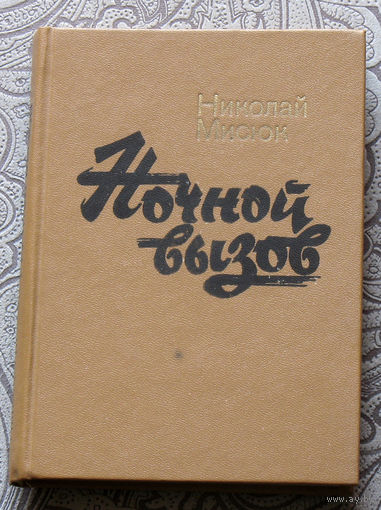 Николай
Мисюк
Ночной
вызов